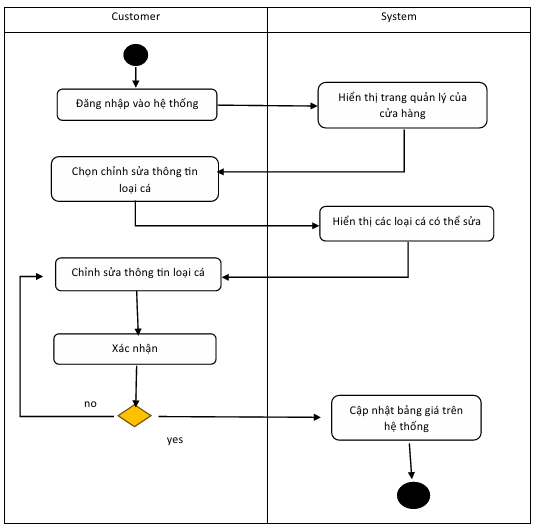 Customer
System
Đăng nhập vào hệ thống
Hiển thị trang quản lý của
cửa hàng
Chọn chỉnh sửa thông tin
loại cá
Hiển thị các loại cá có thể sửa
Chỉnh sửa thông tin loại cá
Xác nhận
no
yes
Cập nhật bảng giá trên
hệ thống